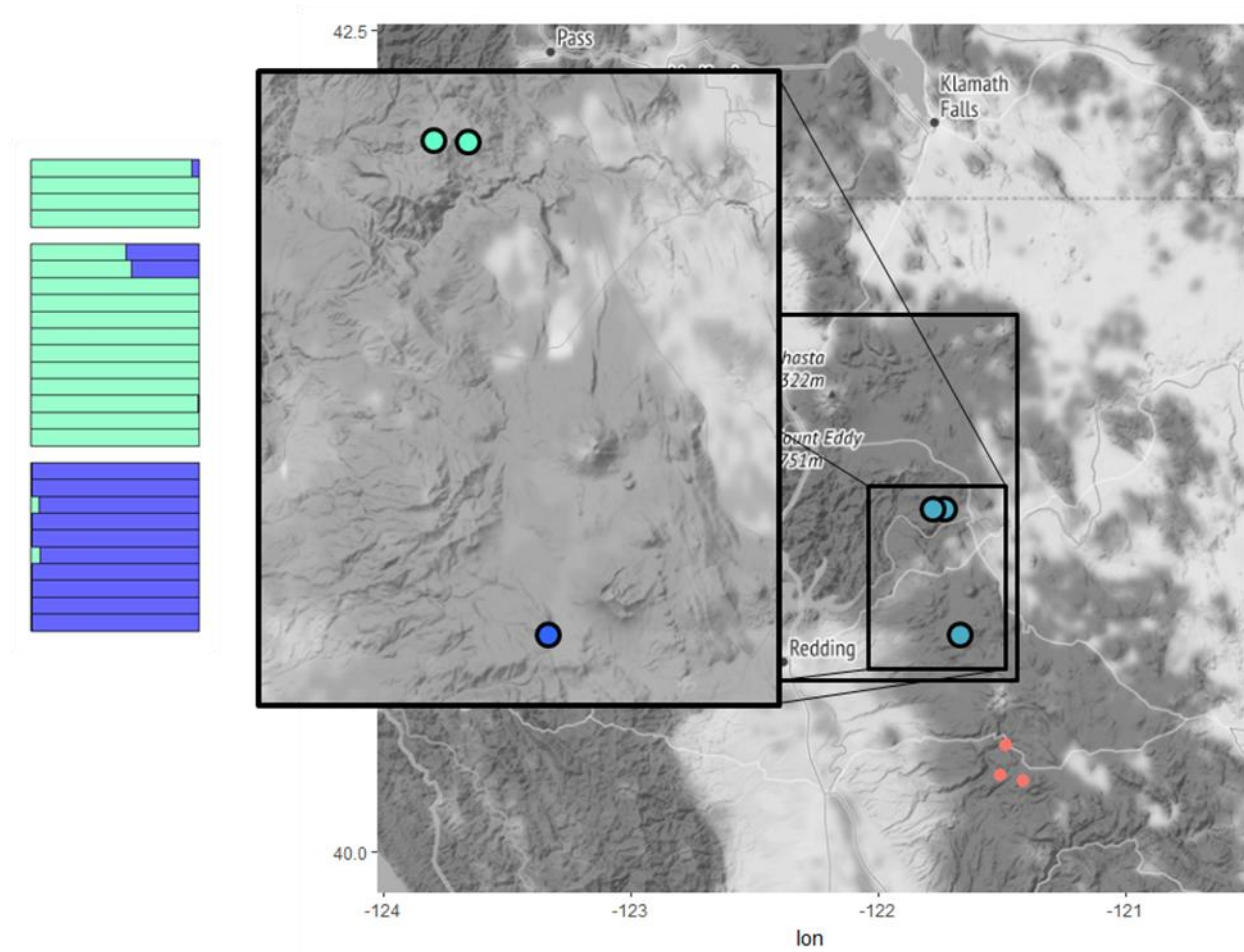 42.5
Pass
Klamath
Falls
hasta
322m
ount Eddy
751m
Redding
40.0
-124
-123
-122
-121
lon